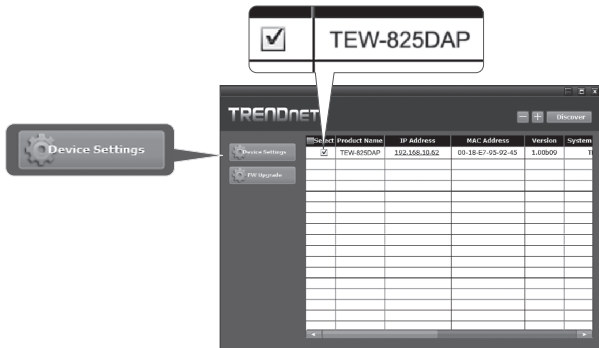 TEW-825DAP
TRENDnet
Discover
Device Settings
Device Settings
FW Upgrade
Select Product Name IP Address MAC Address Version System
TEW-825DAP 192.168.10.62 00-18-E7-95-92-45 1.00b09